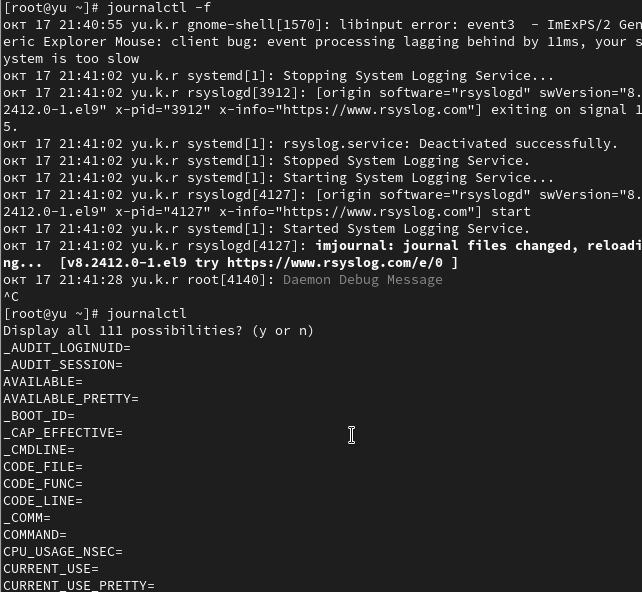 [root@yu ~]# journalctl -f
окт 17 21:40:55 yu.k.r gnome-shell[1570]: libinput error: event3  - ImExPS/2 Gen
eric Explorer Mouse: client bug: event processing lagging behind by 11ms, your s
ystem is too slow
окт 17 21:41:02 yu.k.r systemd[1]: Stopping System Logging Service...
окт 17 21:41:02 yu.k.r rsyslogd[3912]: [origin software="rsyslogd" swVersion="8.
2412.0-1.el9" x-pid="3912" x-info="https://www.rsyslog.com"] exiting on signal 1
5.
окт 17 21:41:02 yu.k.r systemd[1]: rsyslog.service: Deactivated successfully.
окт 17 21:41:02 yu.k.r systemd[1]: Stopped System Logging Service.
окт 17 21:41:02 yu.k.r systemd[1]: Starting System Logging Service...
окт 17 21:41:02 yu.k.r rsyslogd[4127]: [origin software="rsyslogd" swVersion="8.
2412.0-1.el9" x-pid="4127" x-info="https://www.rsyslog.com"] start
окт 17 21:41:02 yu.k.r systemd[1]: Started System Logging Service.
окт 17 21:41:02 yu.k.r rsyslogd[4127]: imjournal: journal files changed, reloadi
ng...  [v8.2412.0-1.el9 try https://www.rsyslog.com/e/0 ]
окт 17 21:41:28 yu.k.r root[4140]: Daemon Debug Message
^C
[root@yu ~]# journalctl
Display all 111 possibilities? (y or n)
_AUDIT_LOGINUID=
_AUDIT_SESSION=
AVAILABLE=
AVAILABLE_PRETTY=
_BOOT_ID=
_CAP_EFFECTIVE=
_CMDLINE=
CODE_FILE=
CODE_FUNC=
CODE_LINE=
_COMM=
COMMAND=
CPU_USAGE_NSEC=
CURRENT_USE=
CURRENT_USE_PRETTY=